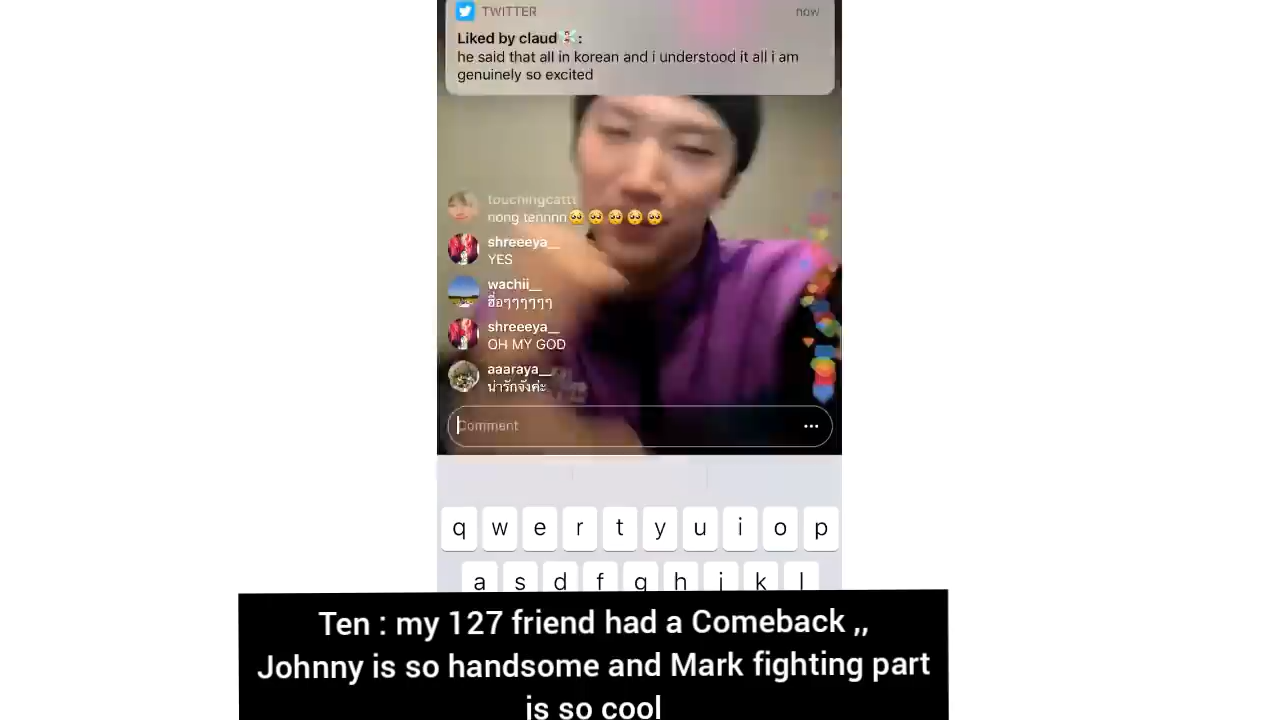 TWITTER
now
Liked by claud :
he said that all in korean and i understood it all i am
genuinely so excited
touchingcattt
nong tennnn🥺🥺🥺🥺🥺
shreeeya__
YES
wachii__
ฮื่อๆๆๆๆๆๆ
shreeeya__
OH MY GOD
aaaraya__
น่ารักจังค่ะ
Comment
q w e r t y u i o p
a s d f g h j k l
Ten : my 127 friend had a Comeback ,,
Johnny is so handsome and Mark fighting part
is so cool